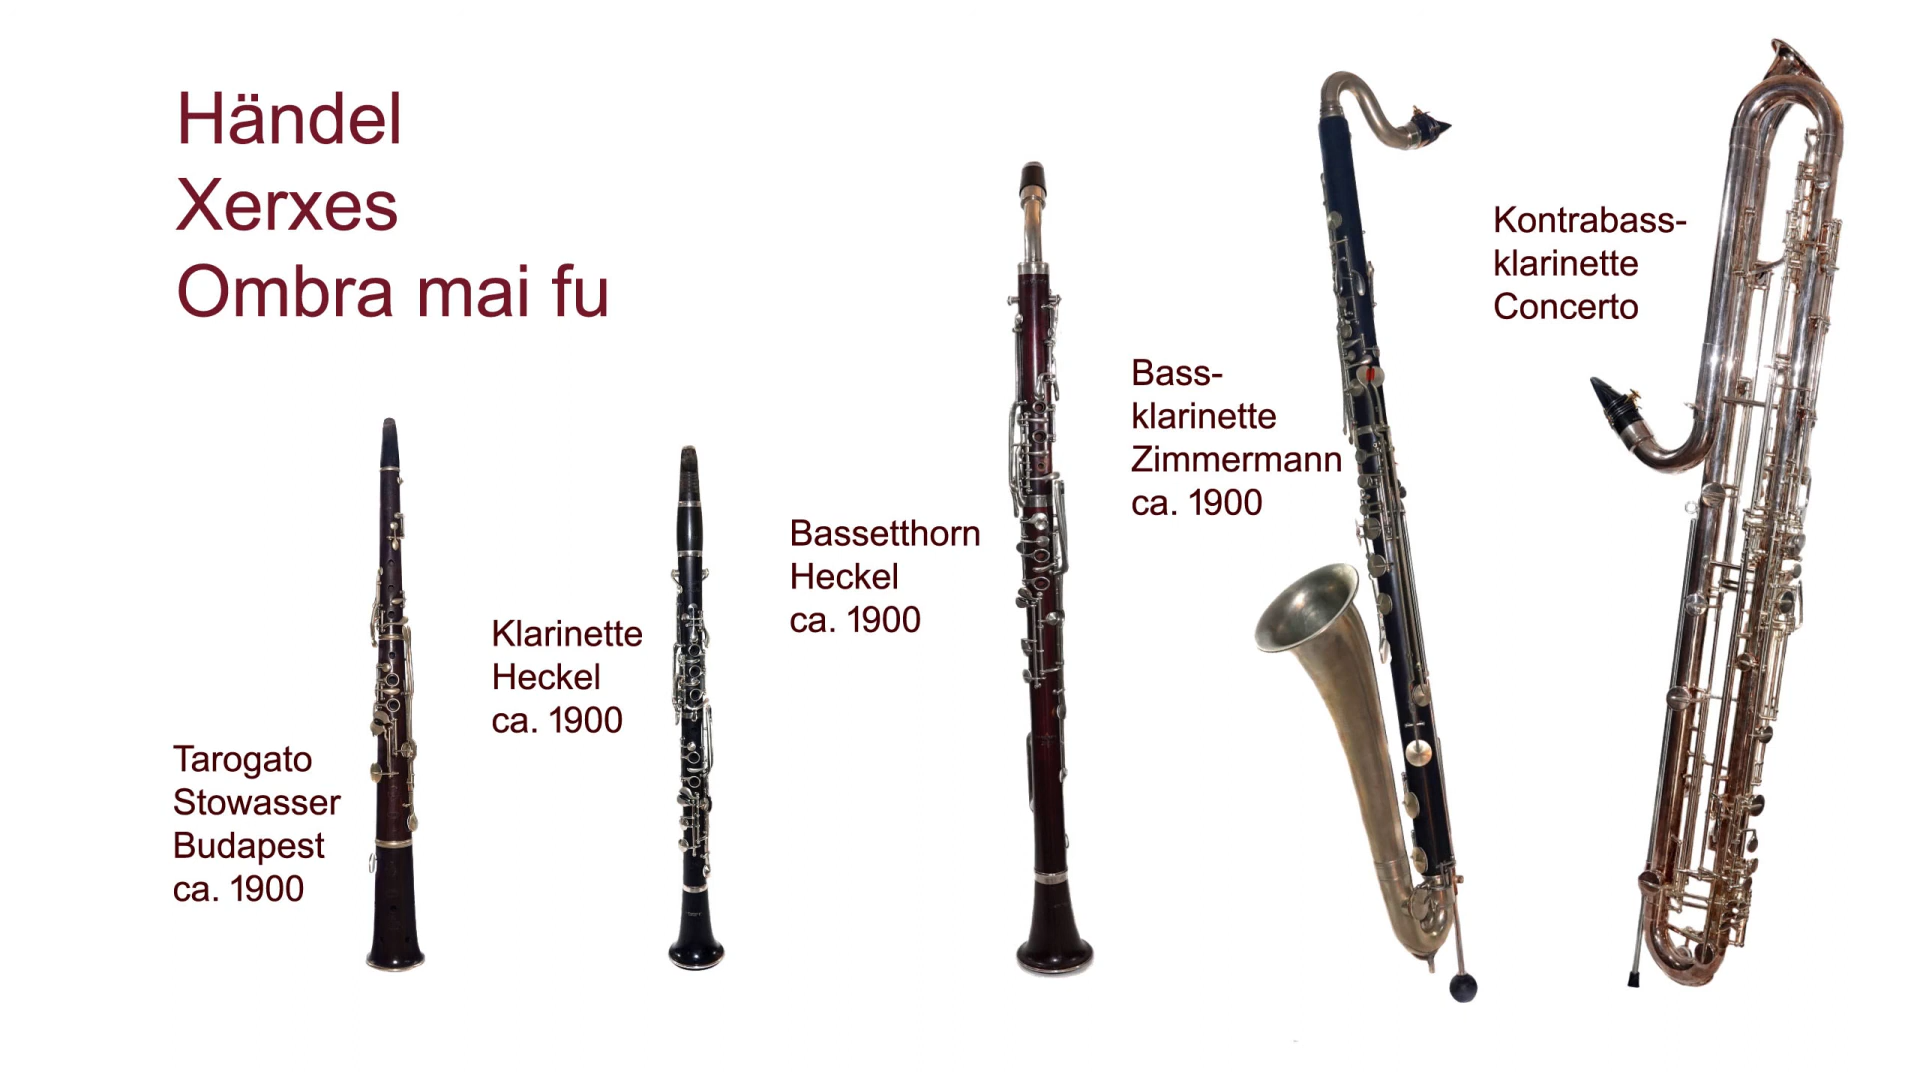 Händel
Xerxes
Ombra mai fu
Tarogato
Stowasser
Budapest
ca. 1900
Klarinette
Heckel
ca. 1900
Bassetthorn
Heckel
ca. 1900
Bass-
klarinette
Zimmermann
ca. 1900
Kontrabass-
klarinette
Concerto